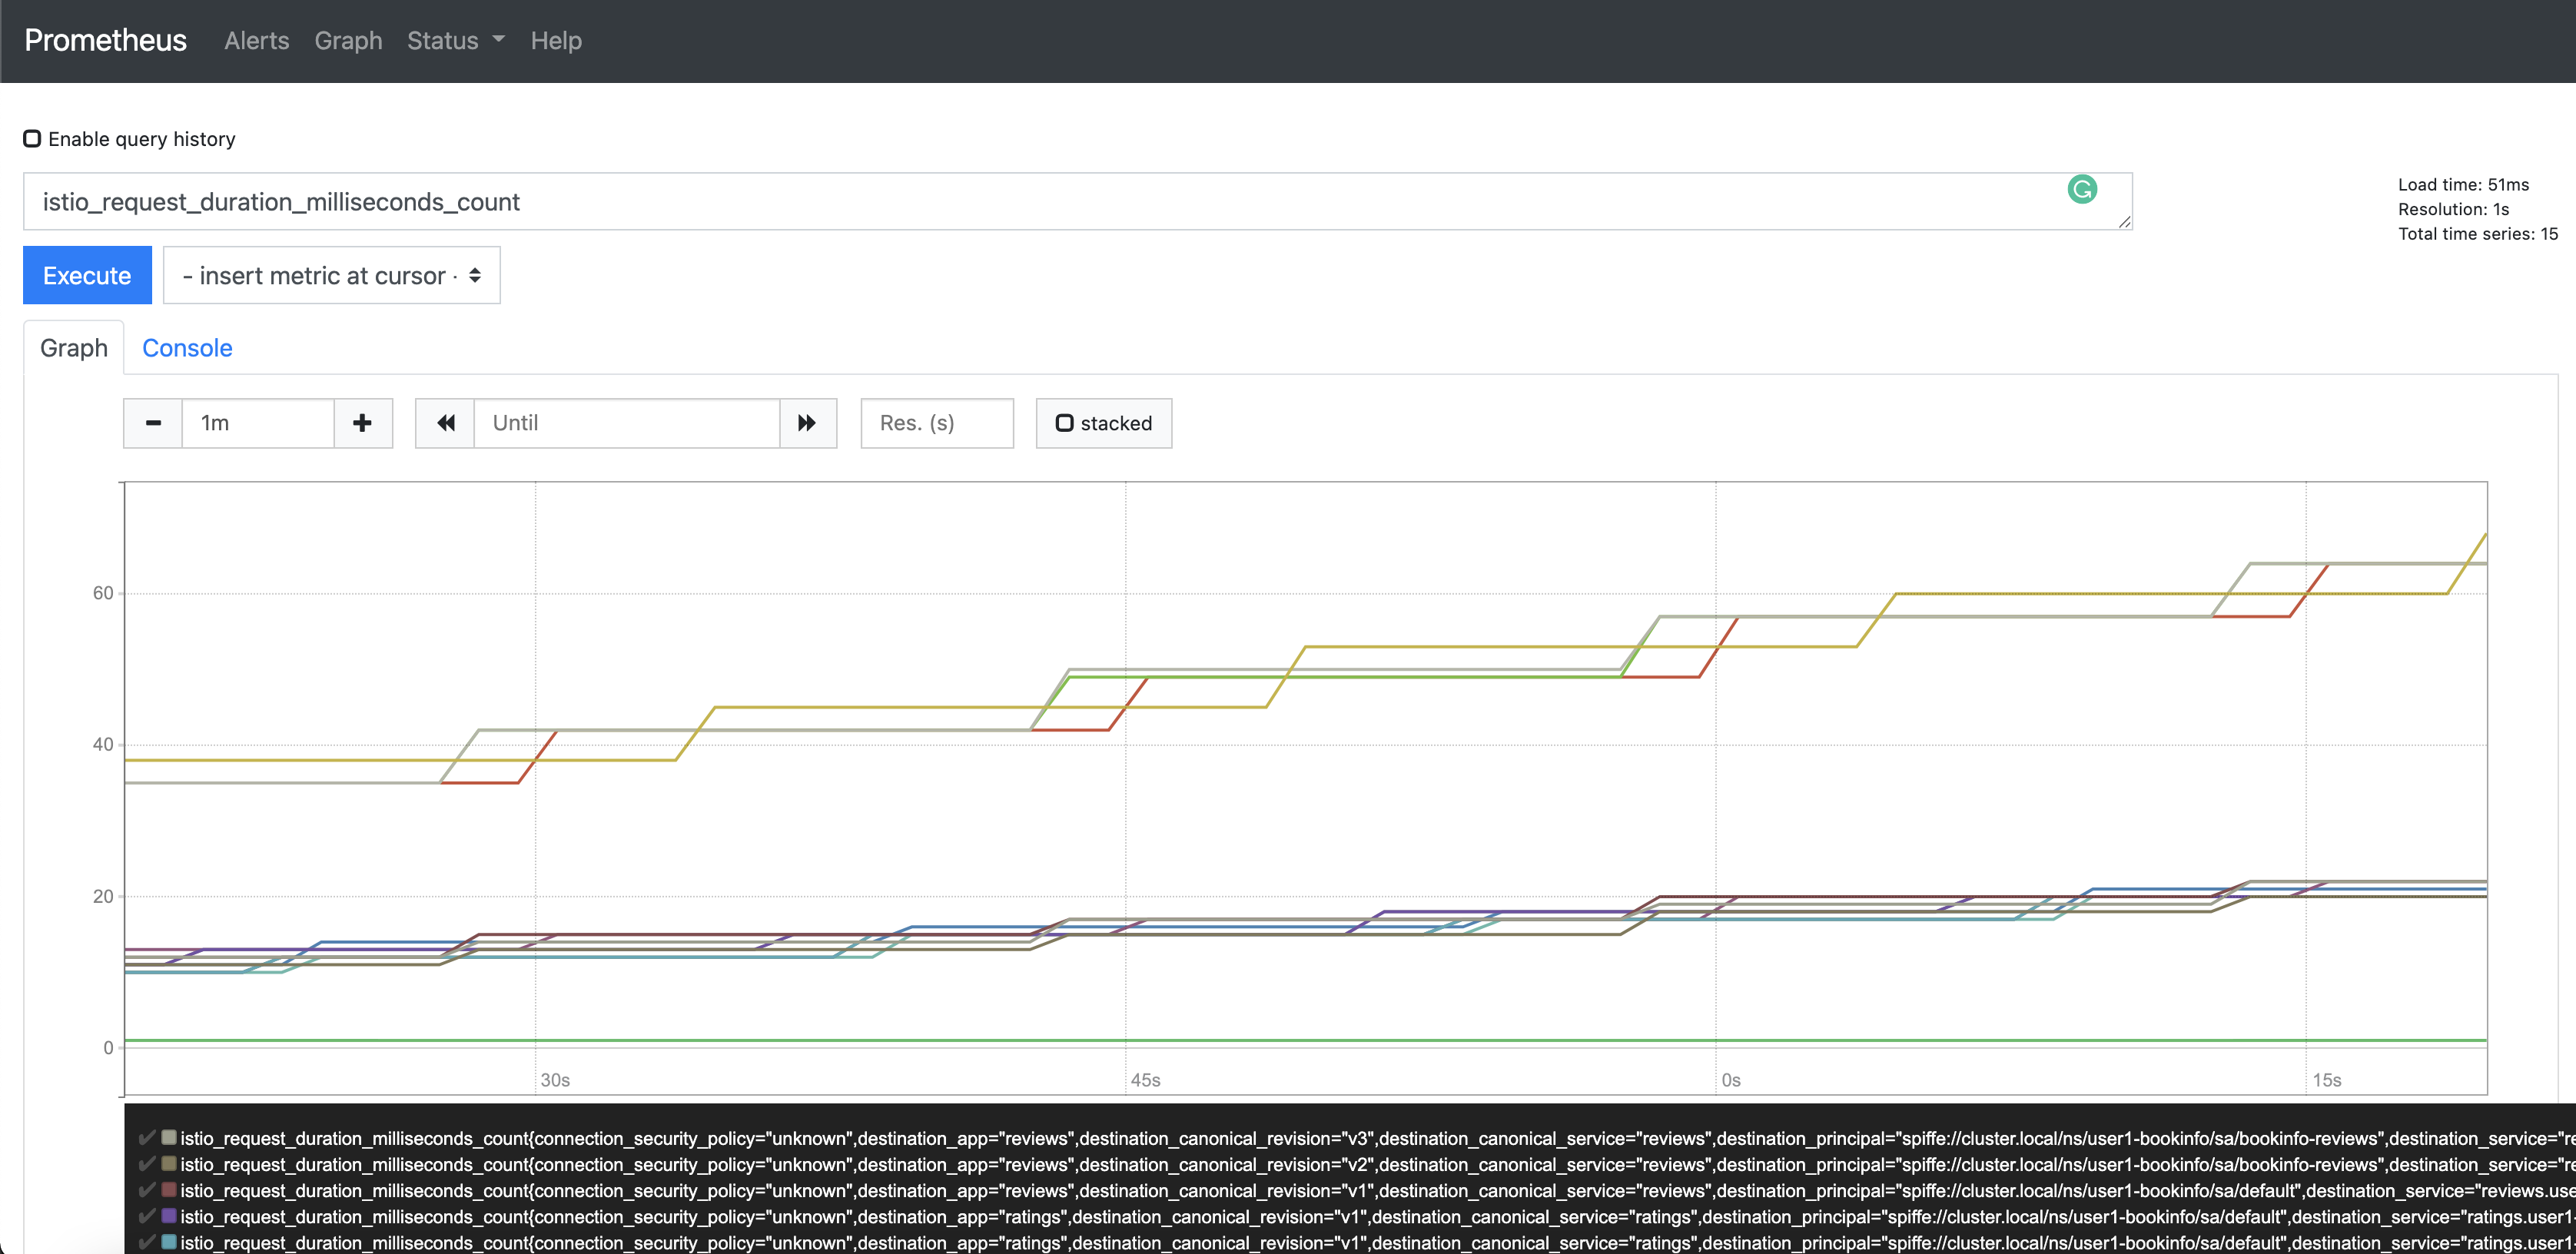 Prometheus Alerts Graph Status Help
Enable query history
istio_request_duration_milliseconds_count
Load time: 51ms
Resolution: 1s
Total time series: 15
Execute - insert metric at cursor -
Graph Console
1m Until Res. (s) stacked
60
40
20
0
30s 45s 0s 15s
istio_request_duration_milliseconds_count{connection_security_policy="unknown",destination_app="reviews",destination_canonical_revision="v3",destination_canonical_service="reviews",destination_principal="spiffe://cluster.local/ns/user1-bookinfo/sa/bookinfo-reviews",destination_service="re
istio_request_duration_milliseconds_count{connection_security_policy="unknown",destination_app="reviews",destination_canonical_revision="v2",destination_canonical_service="reviews",destination_principal="spiffe://cluster.local/ns/user1-bookinfo/sa/bookinfo-reviews",destination_service="re
istio_request_duration_milliseconds_count{connection_security_policy="unknown",destination_app="reviews",destination_canonical_revision="v1",destination_canonical_service="reviews",destination_principal="spiffe://cluster.local/ns/user1-bookinfo/sa/default",destination_service="reviews.use
istio_request_duration_milliseconds_count{connection_security_policy="unknown",destination_app="ratings",destination_canonical_revision="v1",destination_canonical_service="ratings",destination_principal="spiffe://cluster.local/ns/user1-bookinfo/sa/default",destination_service="ratings.user1-
istio_request_duration_milliseconds_count{connection_security_policy="unknown",destination_app="ratings",destination_canonical_revision="v1",destination_canonical_service="ratings",destination_principal="spiffe://cluster.local/ns/user1-bookinfo/sa/default",destination_service="ratings.user1-